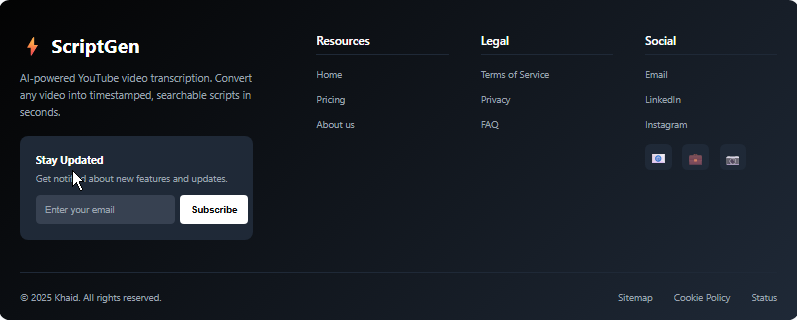 ScriptGen
AI-powered YouTube video transcription. Convert
any video into timestamped, searchable scripts in
seconds.
Stay Updated
Get notified about new features and updates.
Enter your email
Subscribe
Resources
Home
Pricing
About us
Legal
Terms of Service
Privacy
FAQ
Social
Email
LinkedIn
Instagram
© 2025 Khaid. All rights reserved.
Sitemap
Cookie Policy
Status